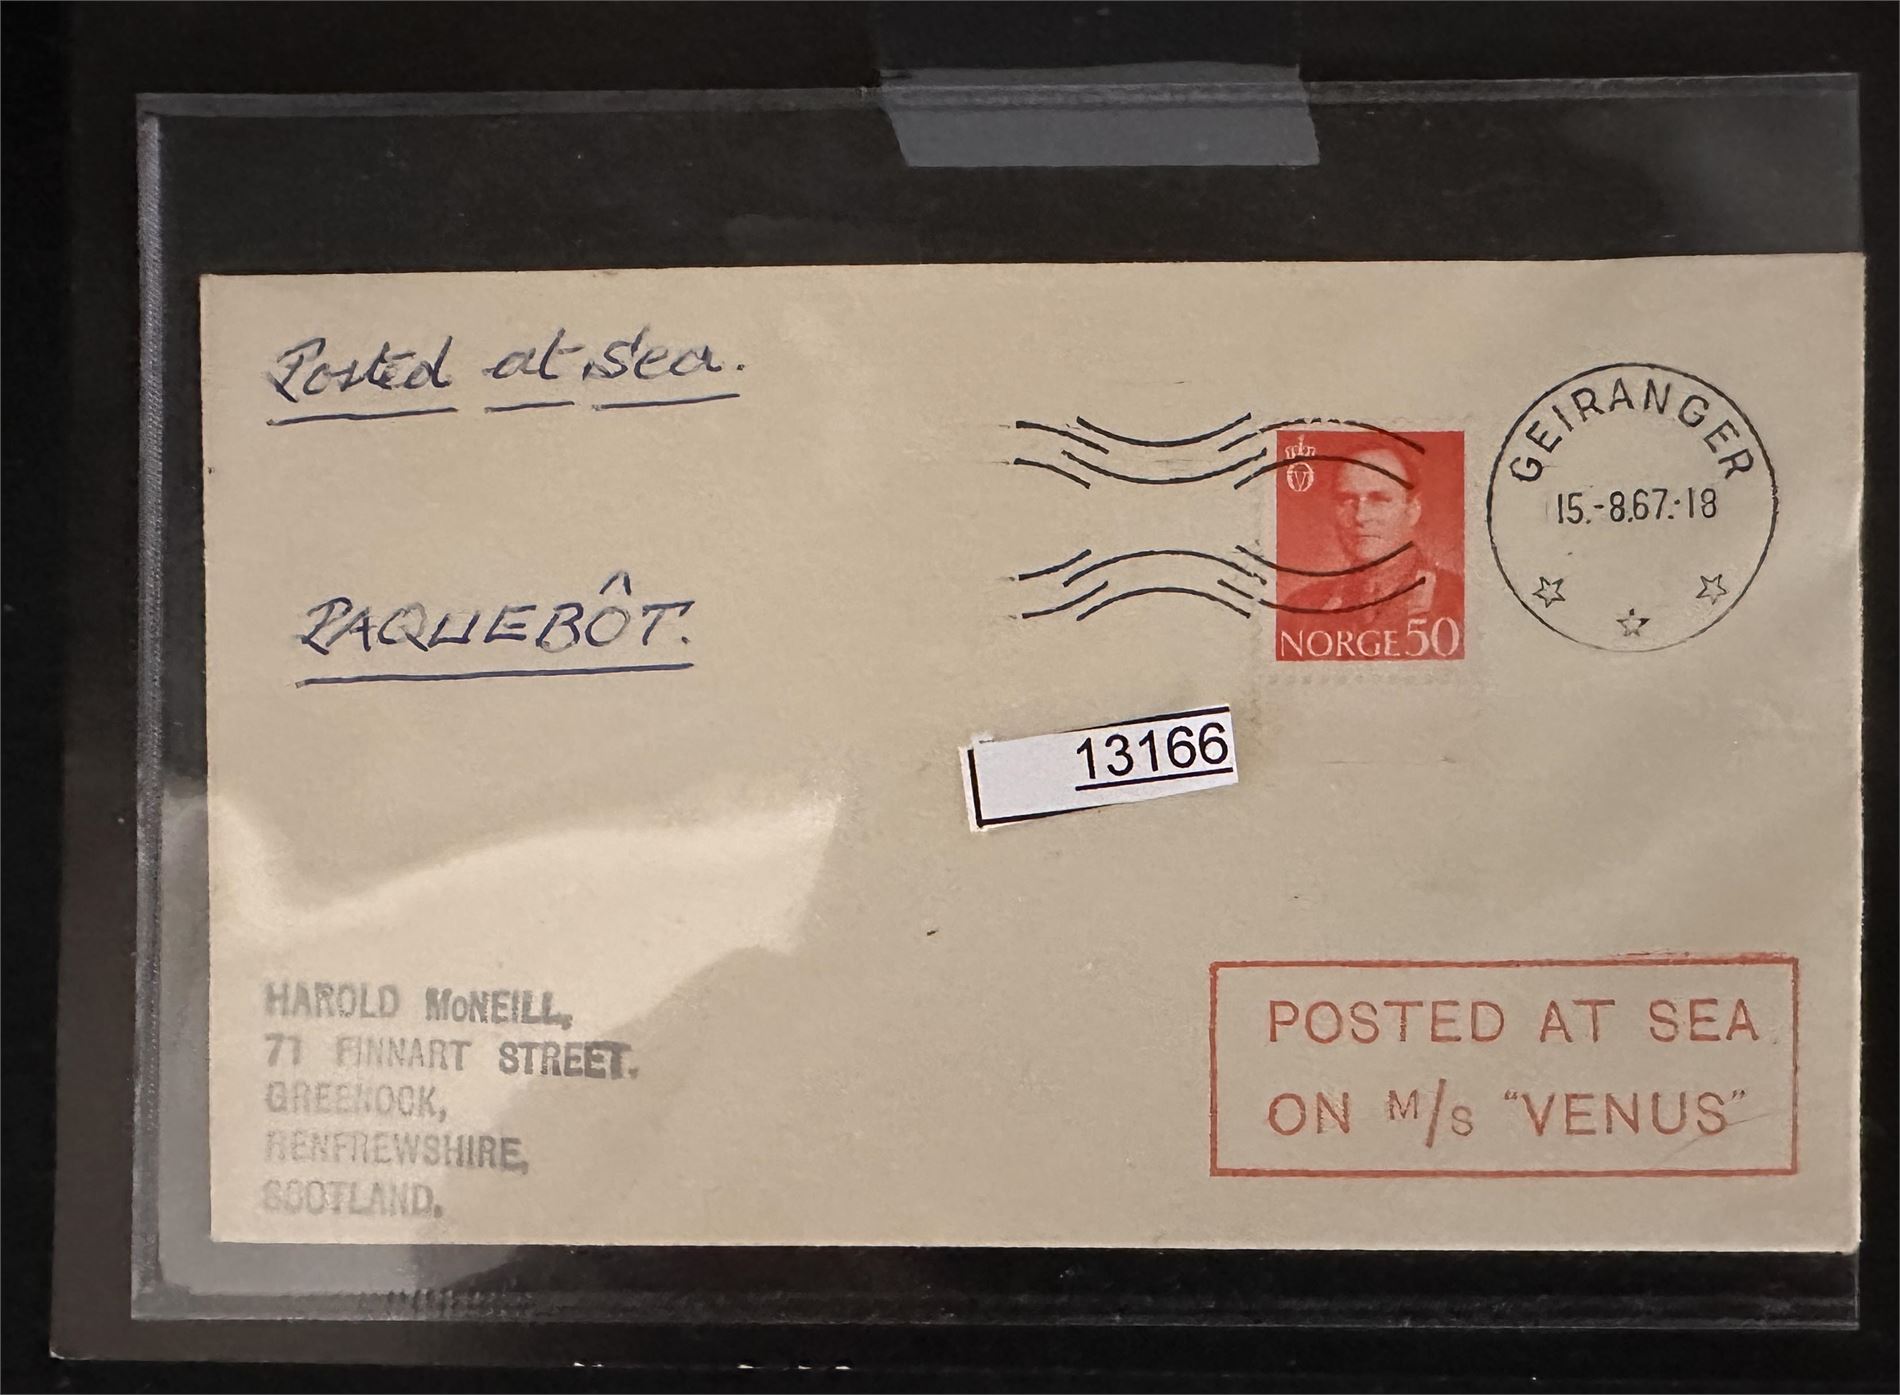 Posted at Sea.
PAQUEBÔT.
GEIRANGER
15.-8.67.-18
NORGE 50
13166
HAROLD McNEILL,
77 FINNART STREET.
GREENOCK,
RENFREWSHIRE,
SCOTLAND.
POSTED AT SEA
ON M/S "VENUS"